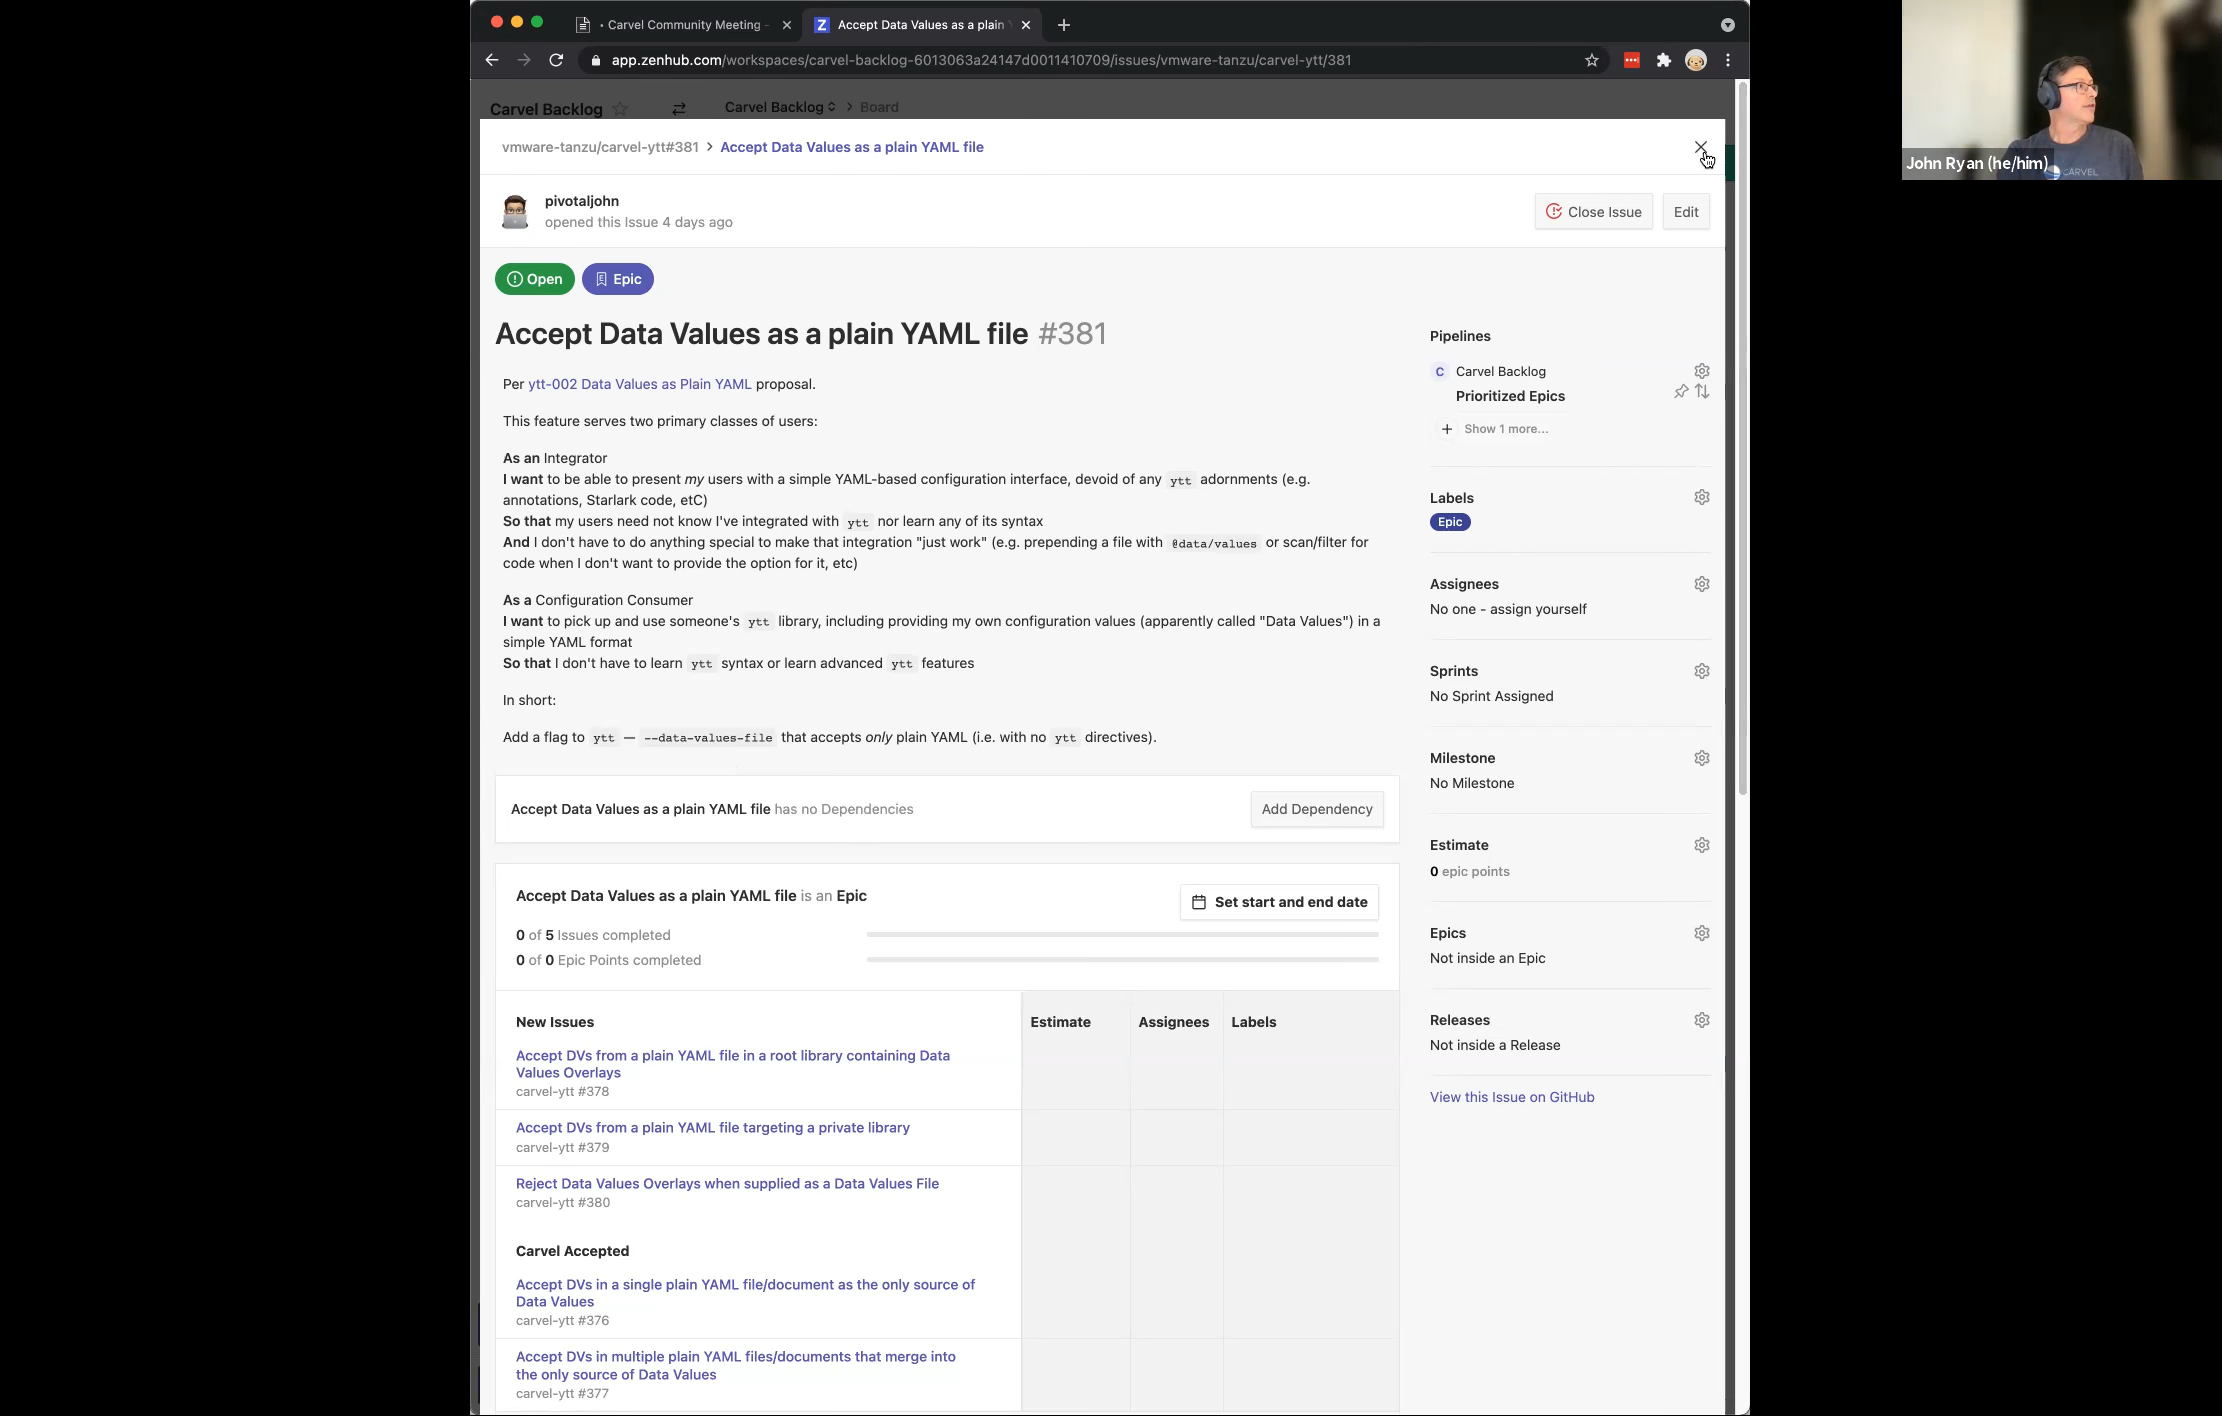 · Carvel Community Meeting -
Accept Data Values as a plain
app.zenhub.com/workspaces/carvel-backlog-6013063a24147d0011410709/issues/vmware-tanzu/carvel-ytt/381
Carvel Backlog
Carvel Backlog > Board
vmware-tanzu/carvel-ytt#381 > Accept Data Values as a plain YAML file
pivotaljohn
opened this Issue 4 days ago
Close Issue
Edit
Open
Epic
Accept Data Values as a plain YAML file #381
Per ytt-002 Data Values as Plain YAML proposal.
This feature serves two primary classes of users:
As an Integrator
I want to be able to present my users with a simple YAML-based configuration interface, devoid of any ytt adornments (e.g.
annotations, Starlark code, etC)
So that my users need not know I've integrated with ytt nor learn any of its syntax
And I don't have to do anything special to make that integration "just work" (e.g. prepending a file with @data/values or scan/filter for
code when I don't want to provide the option for it, etc)
As a Configuration Consumer
I want to pick up and use someone's ytt library, including providing my own configuration values (apparently called "Data Values") in a
simple YAML format
So that I don't have to learn ytt syntax or learn advanced ytt features
In short:
Add a flag to ytt — --data-values-file that accepts only plain YAML (i.e. with no ytt directives).
Accept Data Values as a plain YAML file has no Dependencies
Add Dependency
Accept Data Values as a plain YAML file is an Epic
Set start and end date
0 of 5 Issues completed
0 of 0 Epic Points completed
New Issues
Estimate
Assignees
Labels
Accept DVs from a plain YAML file in a root library containing Data
Values Overlays
carvel-ytt #378
Accept DVs from a plain YAML file targeting a private library
carvel-ytt #379
Reject Data Values Overlays when supplied as a Data Values File
carvel-ytt #380
Carvel Accepted
Accept DVs in a single plain YAML file/document as the only source of
Data Values
carvel-ytt #376
Accept DVs in multiple plain YAML files/documents that merge into
the only source of Data Values
carvel-ytt #377
Pipelines
C Carvel Backlog
Prioritized Epics
+ Show 1 more...
Labels
Epic
Assignees
No one - assign yourself
Sprints
No Sprint Assigned
Milestone
No Milestone
Estimate
0 epic points
Epics
Not inside an Epic
Releases
Not inside a Release
View this Issue on GitHub
John Ryan (he/him)
CARVEL